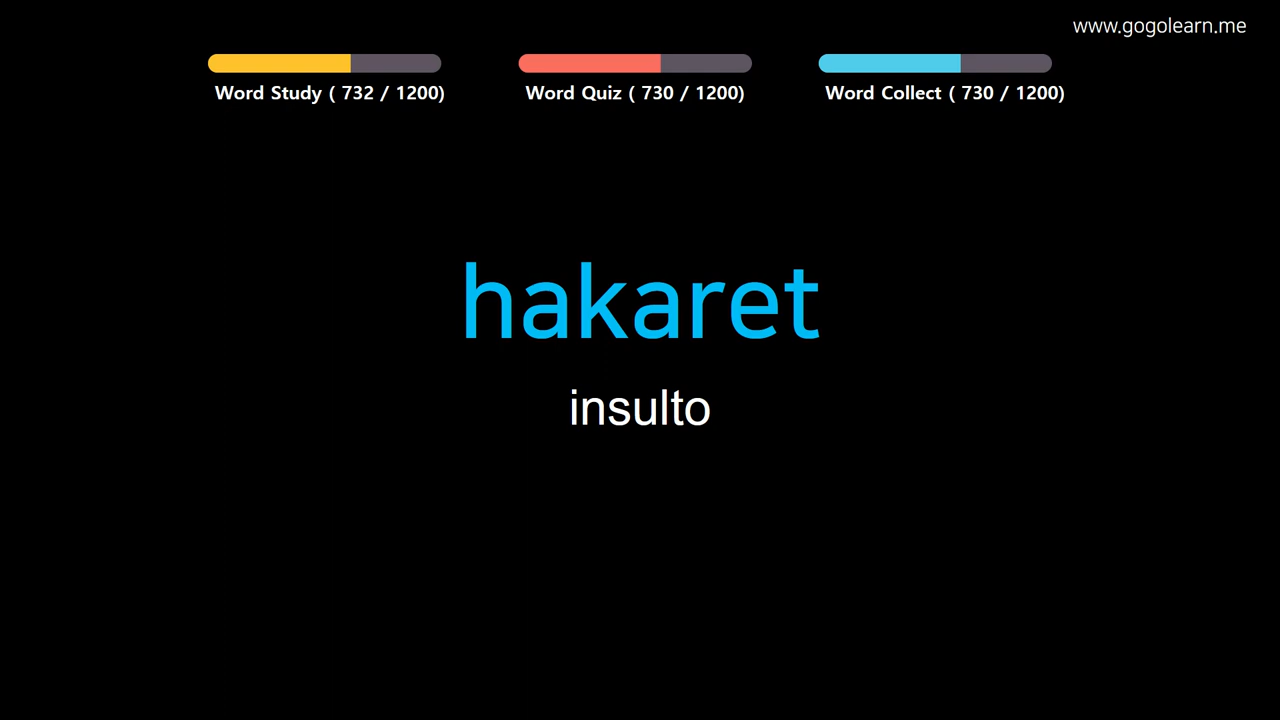 www.gogolearn.me
Word Study ( 732 / 1200)
Word Quiz ( 730 / 1200)
Word Collect ( 730 / 1200)
hakaret
insulto